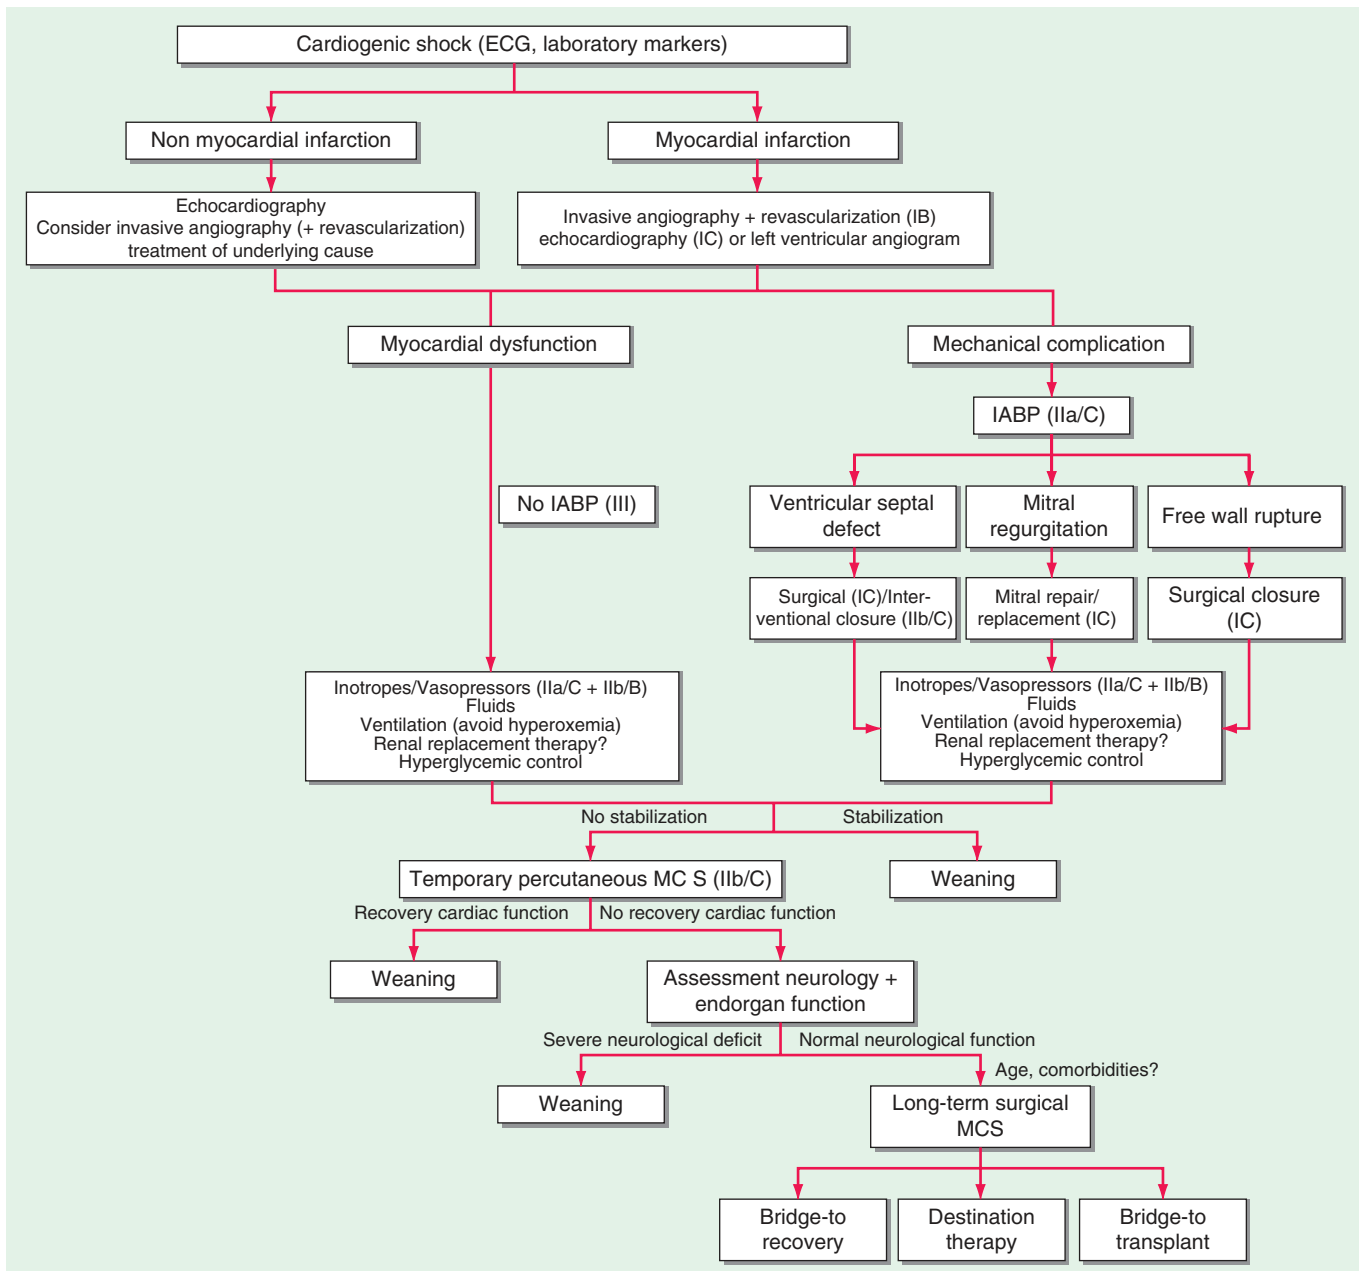 Cardiogenic shock (ECG, laboratory markers)
Non myocardial infarction
Myocardial infarction
Echocardiography
Consider invasive angiography (+ revascularization)
treatment of underlying cause
Invasive angiography + revascularization (IB)
echocardiography (IC) or left ventricular angiogram
Myocardial dysfunction
Mechanical complication
IABP (IIa/C)
No IABP (III)
Ventricular septal
defect
Mitral
regurgitation
Free wall rupture
Surgical (IC)/Inter-
ventional closure (IIb/C)
Mitral repair/
replacement (IC)
Surgical closure
(IC)
Inotropes/Vasopressors (IIa/C + IIb/B)
Fluids
Ventilation (avoid hyperoxemia)
Renal replacement therapy?
Hyperglycemic control
Inotropes/Vasopressors (IIa/C + IIb/B)
Fluids
Ventilation (avoid hyperoxemia)
Renal replacement therapy?
Hyperglycemic control
No stabilization
Stabilization
Temporary percutaneous MC S (IIb/C)
Weaning
Recovery cardiac function
No recovery cardiac function
Weaning
Assessment neurology +
endorgan function
Severe neurological deficit
Normal neurological function
Age, comorbidities?
Weaning
Long-term surgical
MCS
Bridge-to
recovery
Destination
therapy
Bridge-to
transplant